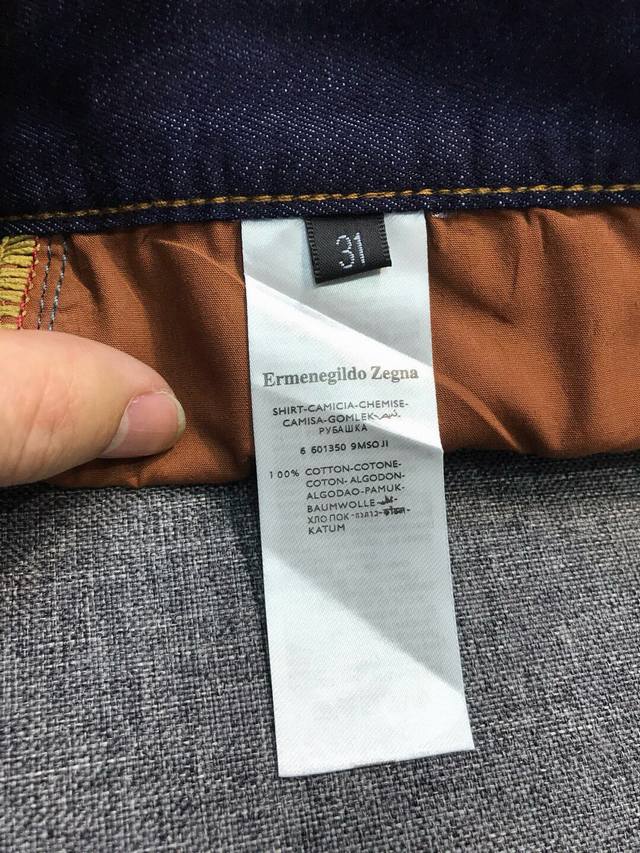 31
Ermenegildo Zegna
SHIRT-CAMICIA-CHEMISE-
CAMISA-GOMLEK-
РУБАШКА
6 601350 9MSOJI
100% COTTON-COTONE-
COTON- ALGODON-
ALGODAO-PAMUK-
BAUMWOLLE
ХЛОПОК-
KATUM